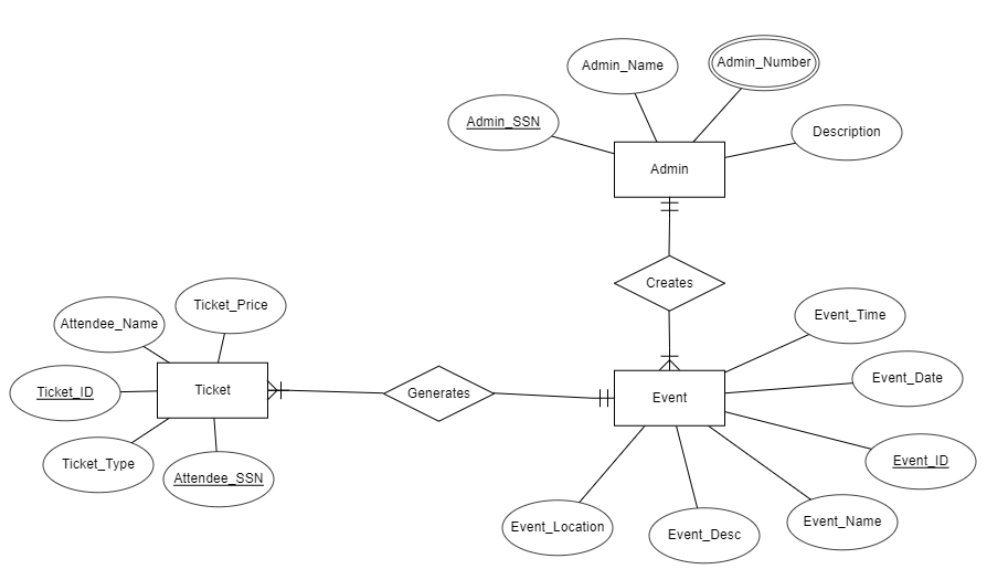 Admin_Name
Admin_Number
Admin_SSN
Description
Admin
Creates
Ticket_Price
Attendee_Name
Event_Time
Ticket_ID
Ticket
Generates
Event
Event_Date
Ticket_Type
Attendee_SSN
Event_ID
Event_Location
Event_Desc
Event_Name